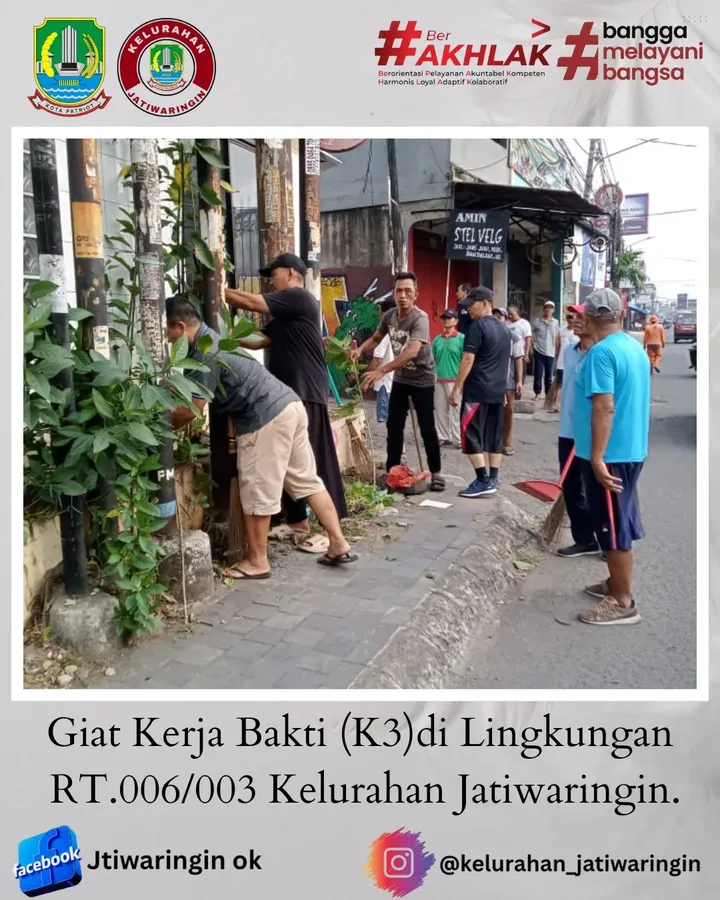 KOTA PATRIOT
KELURAHAN
JATIWARINGIN
#BerAKHLAK
Berorientasi Pelayanan Akuntabel Kompeten
Harmonis Loyal Adaptif Kolaboratif
#bangga
melayani
bangsa
AMIN
STEL VELG
PM
Giat Kerja Bakti (K3)di Lingkungan
RT.006/003 Kelurahan Jatiwaringin.
facebook
Jtiwaringin ok
@kelurahan_jatiwaringin